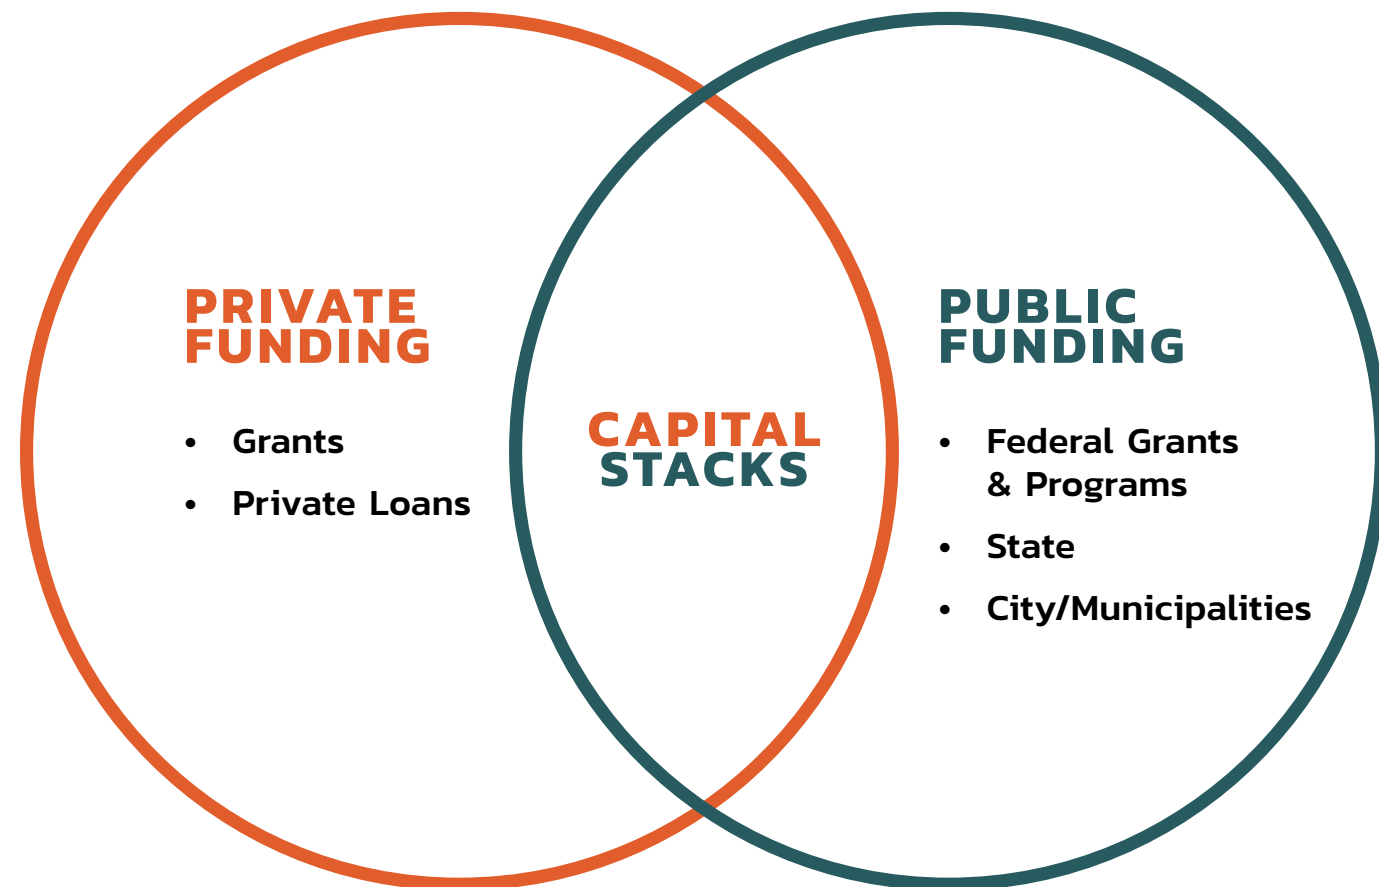 PRIVATE
FUNDING
• Grants
• Private Loans
CAPITAL
STACKS
PUBLIC
FUNDING
• Federal Grants
& Programs
• State
• City/Municipalities